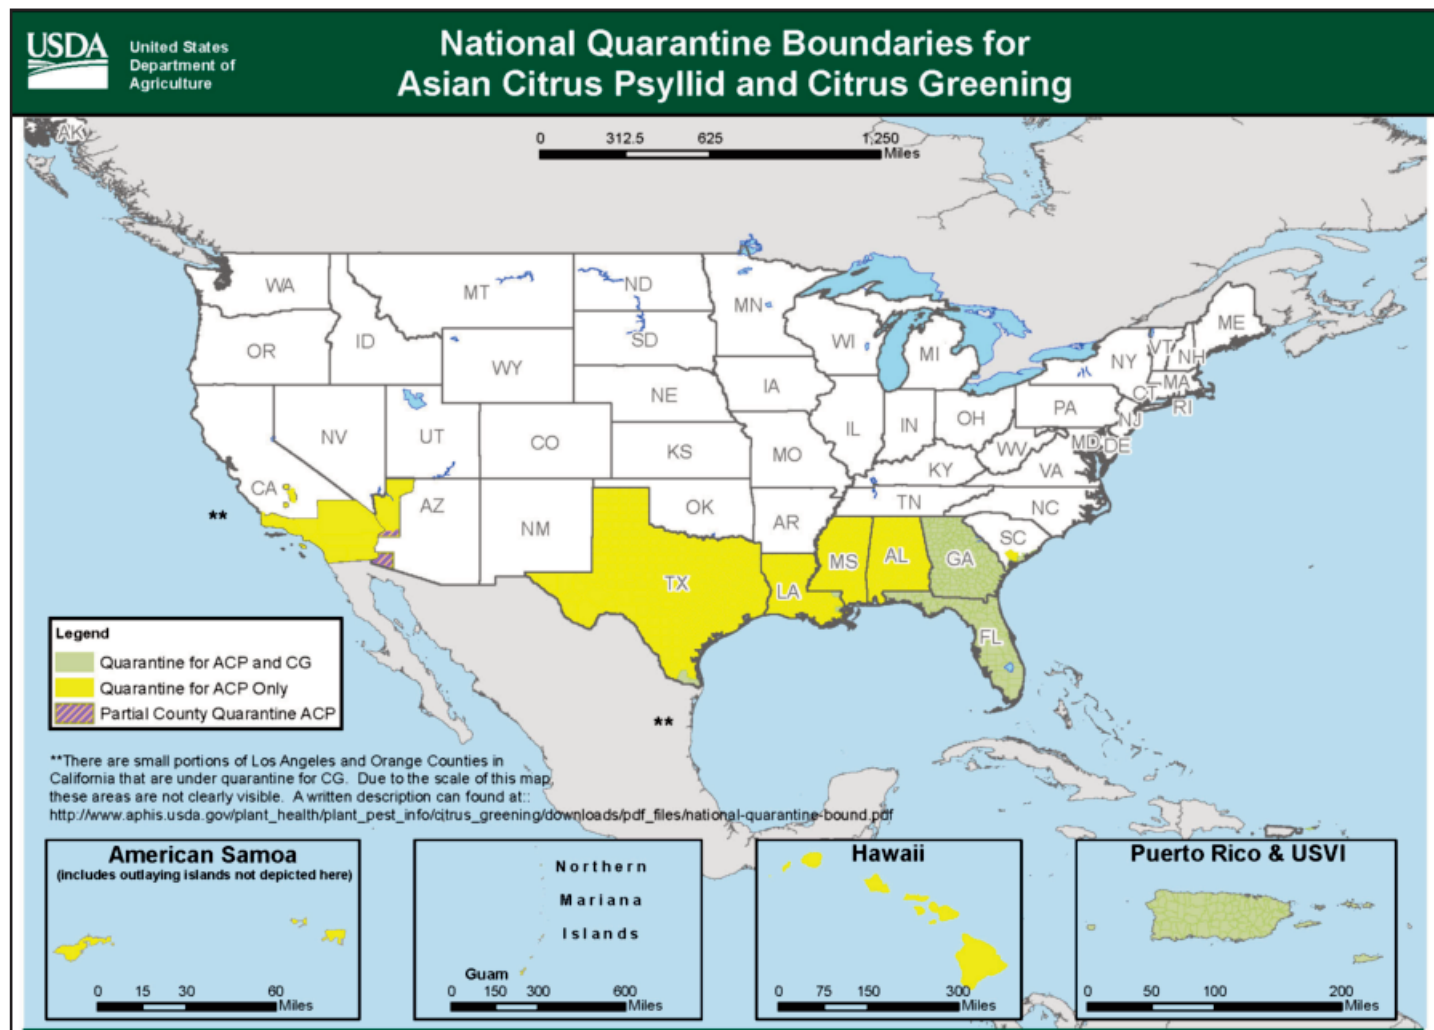 USDA
United States
Department of
Agriculture
National Quarantine Boundaries for
Asian Citrus Psyllid and Citrus Greening
AK
0 312.5 625 1,250
Miles
WA
MT
ND
MN
ME
OR
ID
SD
WI
MI
NY
VT
NH
WY
MA
CT
RI
IA
NE
PA
NJ
NV
UT
CO
IL
IN
OH
MD
DE
KS
MO
WV
VA
KY
CA
AZ
NM
OK
AR
TN
NC
SC
TX
LA
MS
AL
GA
FL
**
**
Legend
Quarantine for ACP and CG
Quarantine for ACP Only
Partial County Quarantine ACP
**There are small portions of Los Angeles and Orange Counties in
California that are under quarantine for CG. Due to the scale of this map,
these areas are not clearly visible. A written description can found at::
http://www.aphis.usda.gov/plant_health/plant_pest_info/citrus_greening/downloads/pdf_files/national-quarantine-bound.pdf
American Samoa
(includes outlaying islands not depicted here)
0 15 30 60
Miles
Northern
Mariana
Islands
Guam
0 150 300 600
Miles
Hawaii
0 75 150 300
Miles
Puerto Rico & USVI
0 50 100 200
Miles